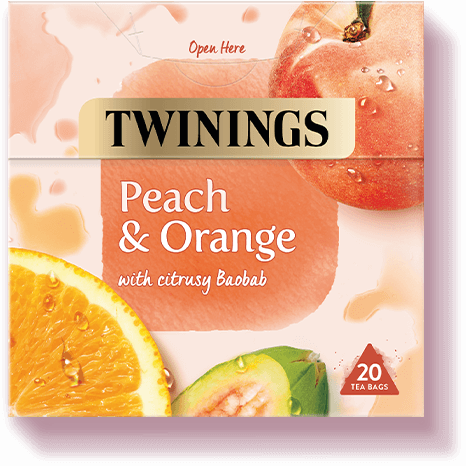 Open Here
TWININGS
Peach
& Orange
with citrusy Baobab
20
TEA BAGS